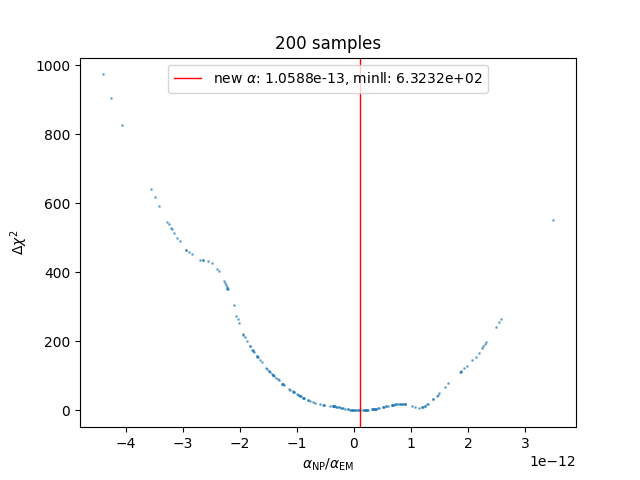 200 samples
new α: 1.0588e-13, minll: 6.3232e+02
1000
800
600
400
200
0
Δχ²
−4 −3 −2 −1 0 1 2 3
1e−12
α_NP/α_EM